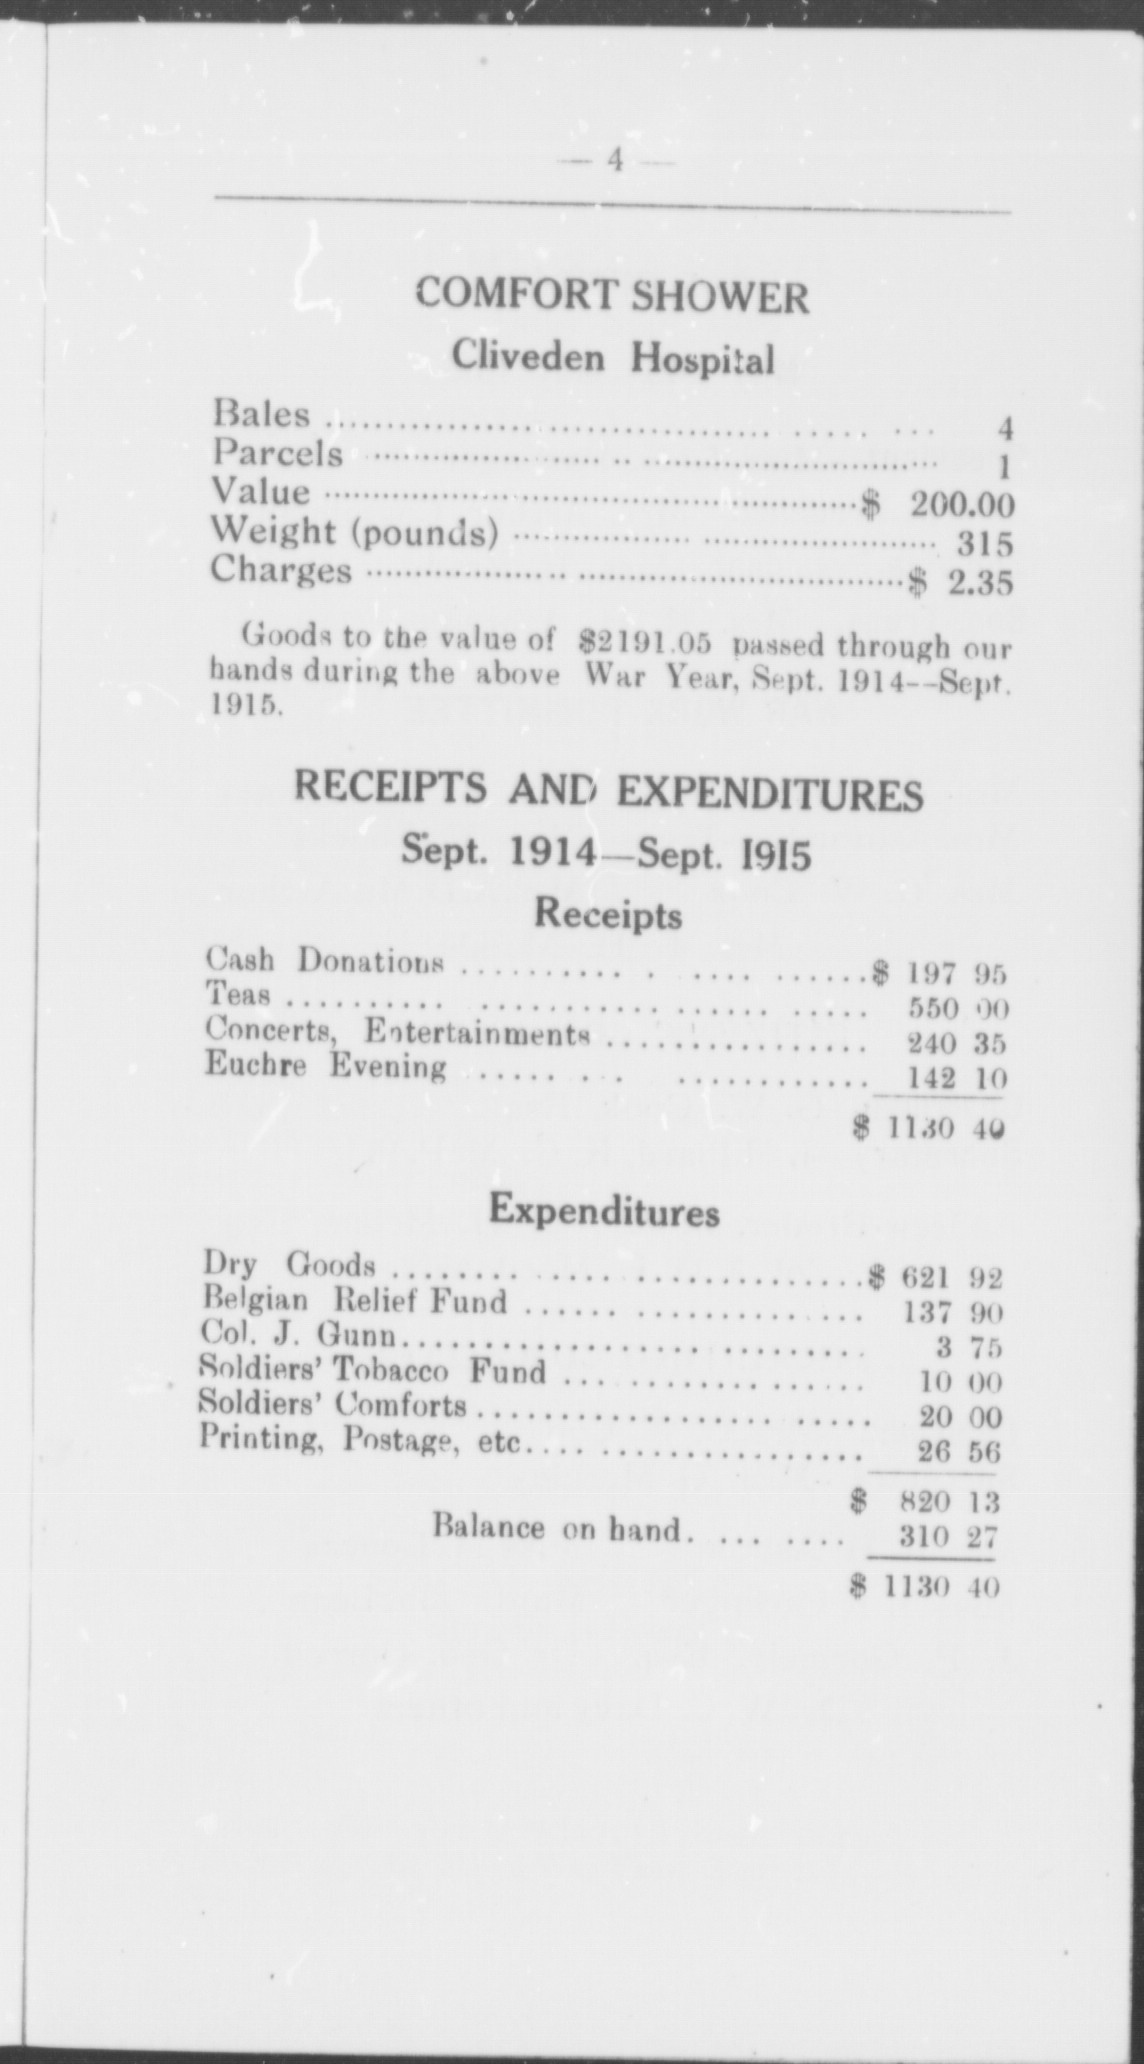 — 4 —
COMFORT SHOWER
Cliveden Hospital
Bales ........................................ 4
Parcels ........................................ 1
Value ........................................$ 200.00
Weight (pounds) ........................................ 315
Charges ........................................$ 2.35
Goods to the value of $2191.05 passed through our
hands during the above War Year, Sept. 1914--Sept.
1915.
RECEIPTS AND EXPENDITURES
Sept. 1914—Sept. 1915
Receipts
Cash Donations ..............................$ 197 95
Teas .............................. 550 00
Concerts, Entertainments ................ 240 35
Euchre Evening .................... 142 10
$ 1130 40
Expenditures
Dry Goods ..............................$ 621 92
Belgian Relief Fund .................... 137 90
Col. J. Gunn.............................. 3 75
Soldiers' Tobacco Fund .................. 10 00
Soldiers' Comforts ........................ 20 00
Printing, Postage, etc.................... 26 56
$ 820 13
Balance on hand. ... .... 310 27
$ 1130 40